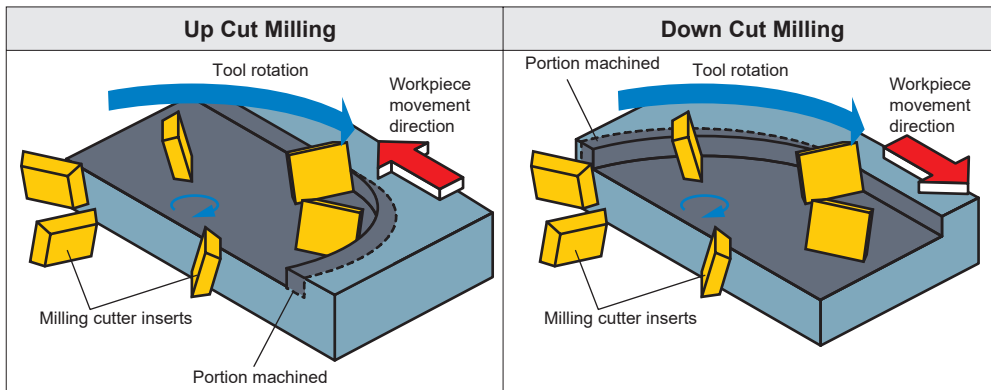 Up Cut Milling
Tool rotation
Workpiece
movement
direction
Milling cutter inserts
Portion machined
Down Cut Milling
Portion machined
Tool rotation
Workpiece
movement
direction
Milling cutter inserts